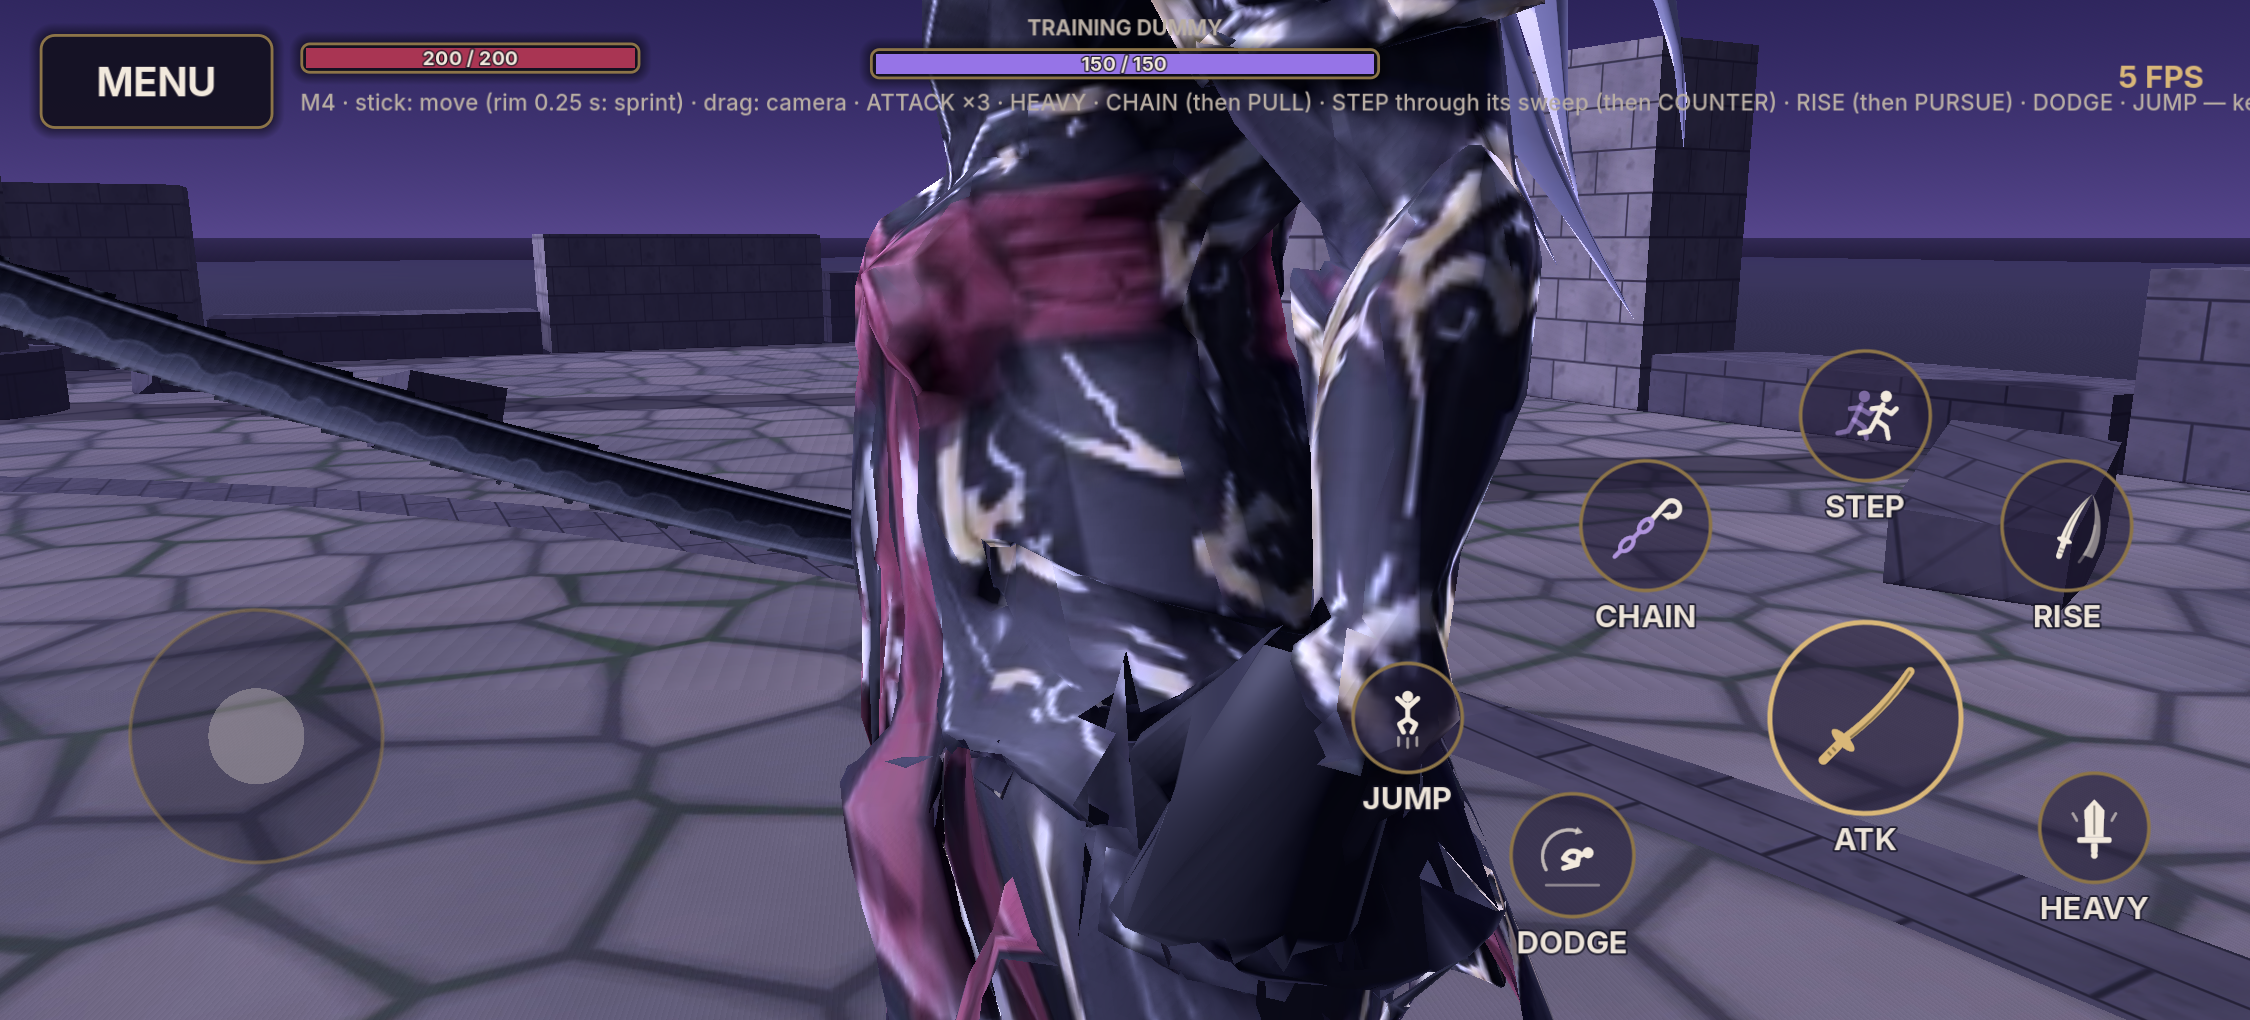 TRAINING DUMMY
MENU
200 / 200
150 / 150
5 FPS
M4 · stick: move (rim 0.25 s: sprint) · drag: camera · ATTACK ×3 · HEAVY · CHAIN (then PULL) · STEP through its sweep (then COUNTER) · RISE (then PURSUE) · DODGE · JUMP — ke
STEP
CHAIN
RISE
JUMP
ATK
HEAVY
DODGE